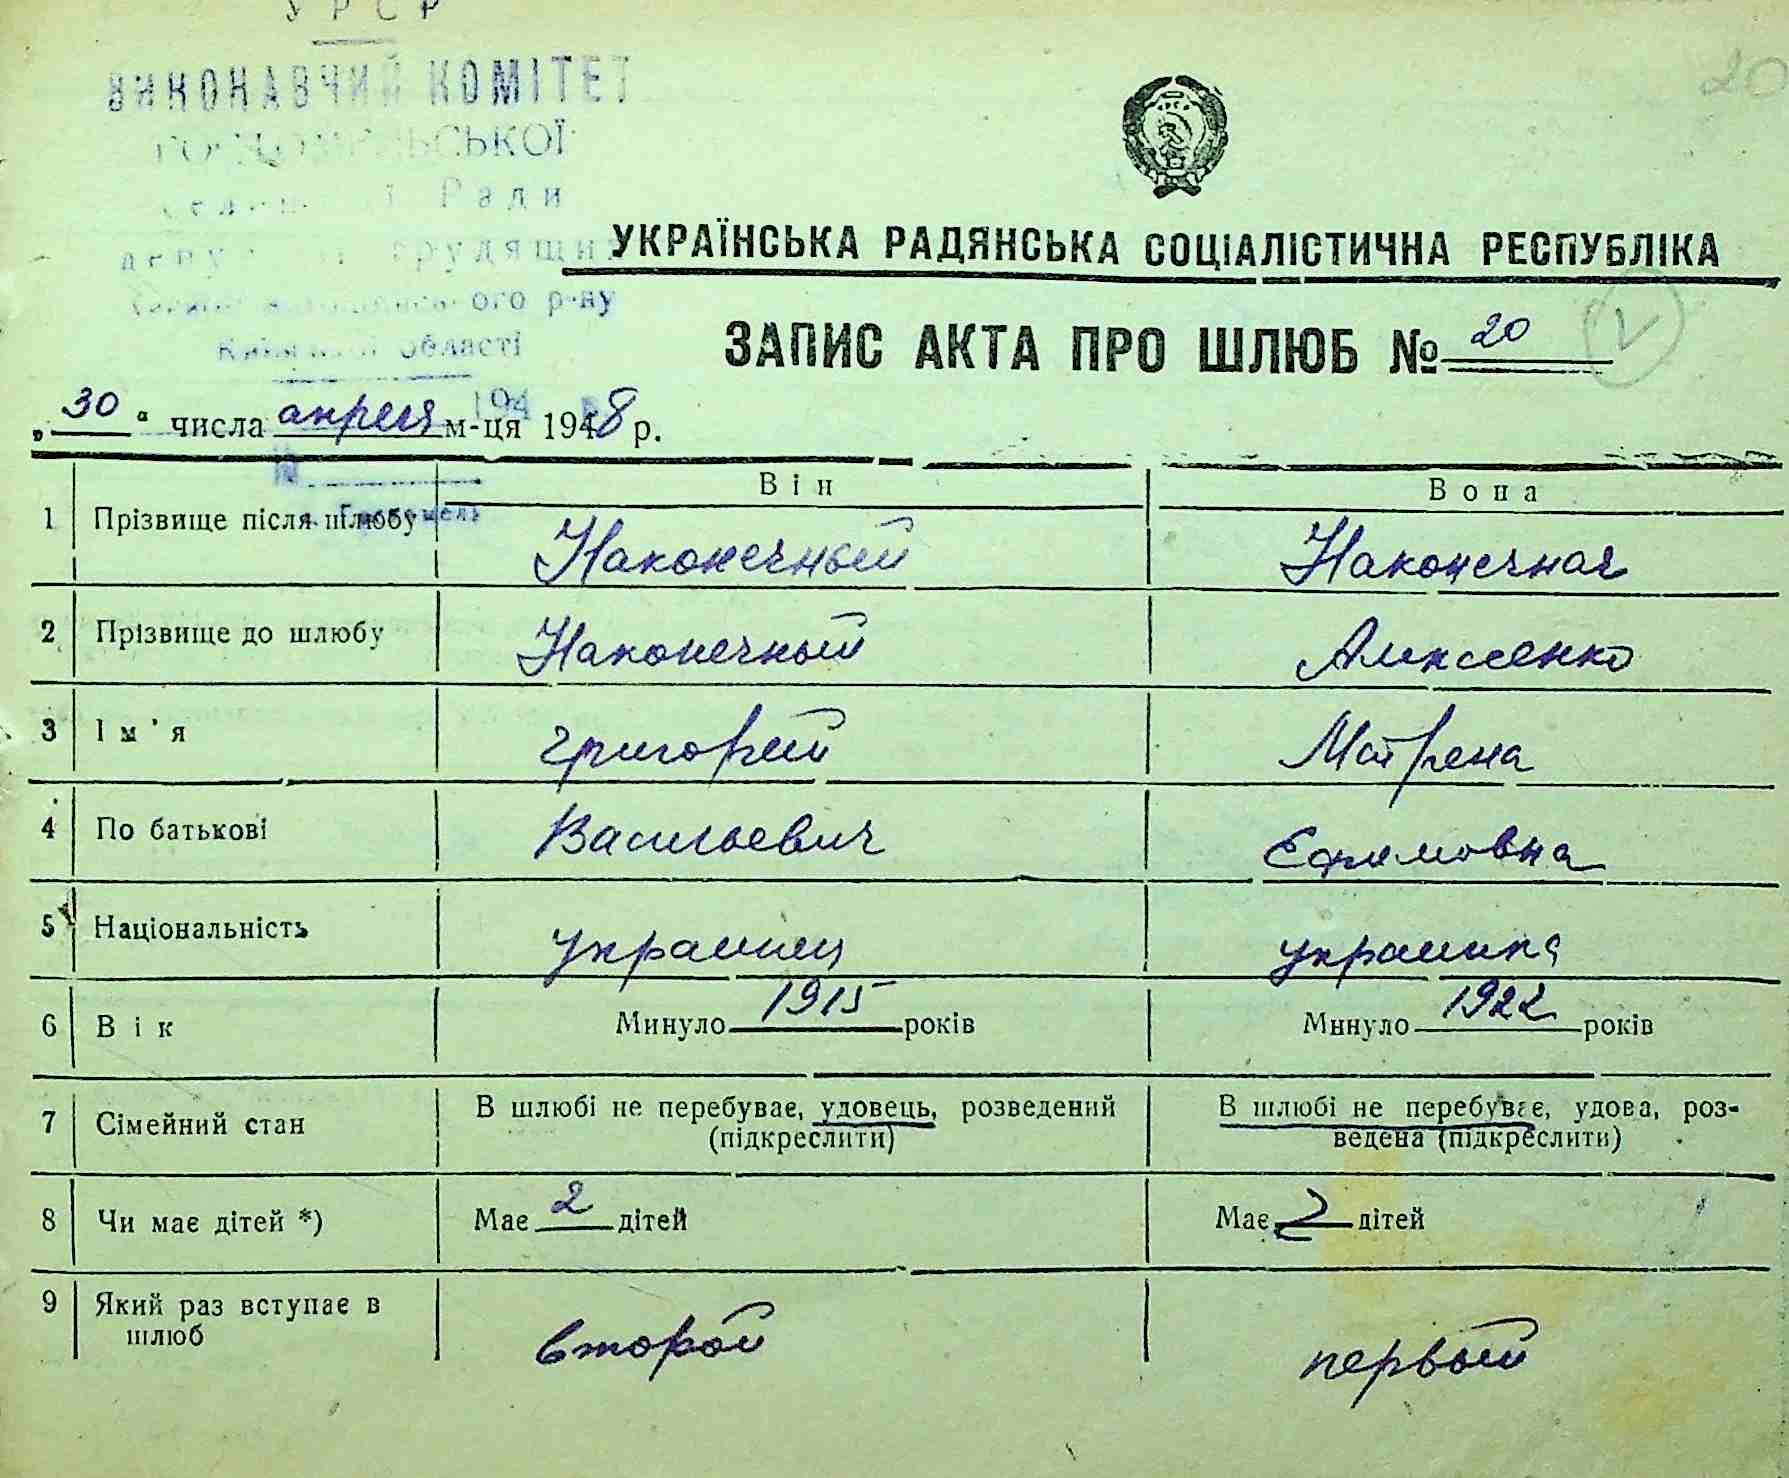 УРСР
20
ВИКОНАВЧИЙ КОМІТЕТ
Ради
р-ну
області
194
УКРАЇНСЬКА РАДЯНСЬКА СОЦІАЛІСТИЧНА РЕСПУБЛІКА
ЗАПИС АКТА ПРО ШЛЮБ № 20
„30“ числа апреля м-ця 1948 р.
Він Вона
1 Прізвище після шлюбу Наконечный Наконечная
2 Прізвище до шлюбу Наконечный Алексеенко
3 Ім'я Григорий Матрена
4 По батькові Васильевич Ефимовна
5 Національність украинец украинка
6 Вік Минуло 1915 років Минуло 1922 років
7 Сімейний стан В шлюбі не перебуває, удовець, розведений В шлюбі не перебуває, удова, роз-
(підкреслити) ведена (підкреслити)
8 Чи має дітей *) Має 2 дітей Має дітей
9 Який раз вступає в
шлюб второй первый